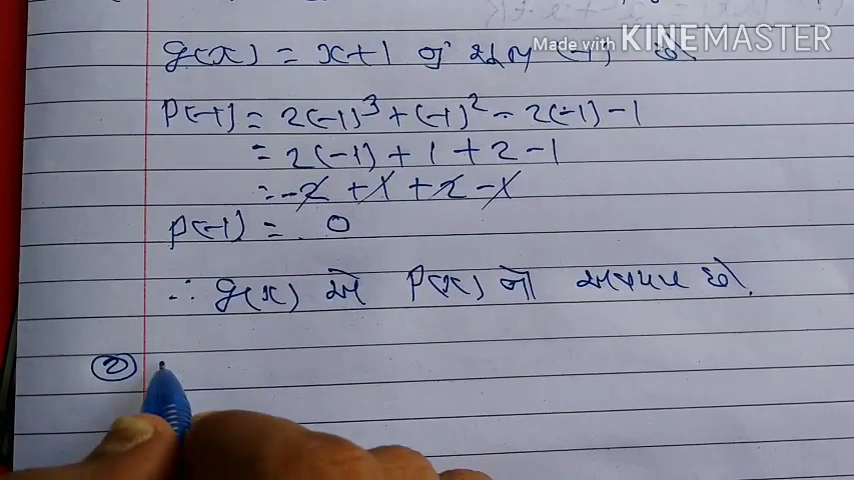 Made with KINEMASTER
g(x) = x+1 નું શૂન્ય (-1) છે
P(-1) = 2(-1)³ + (-1)² - 2(-1) - 1
= 2(-1) + 1 + 2 - 1
= -2 + 1 + 2 - 1
P(-1) = 0
∴ g(x) એ P(x) નો અવયવ છે.
②